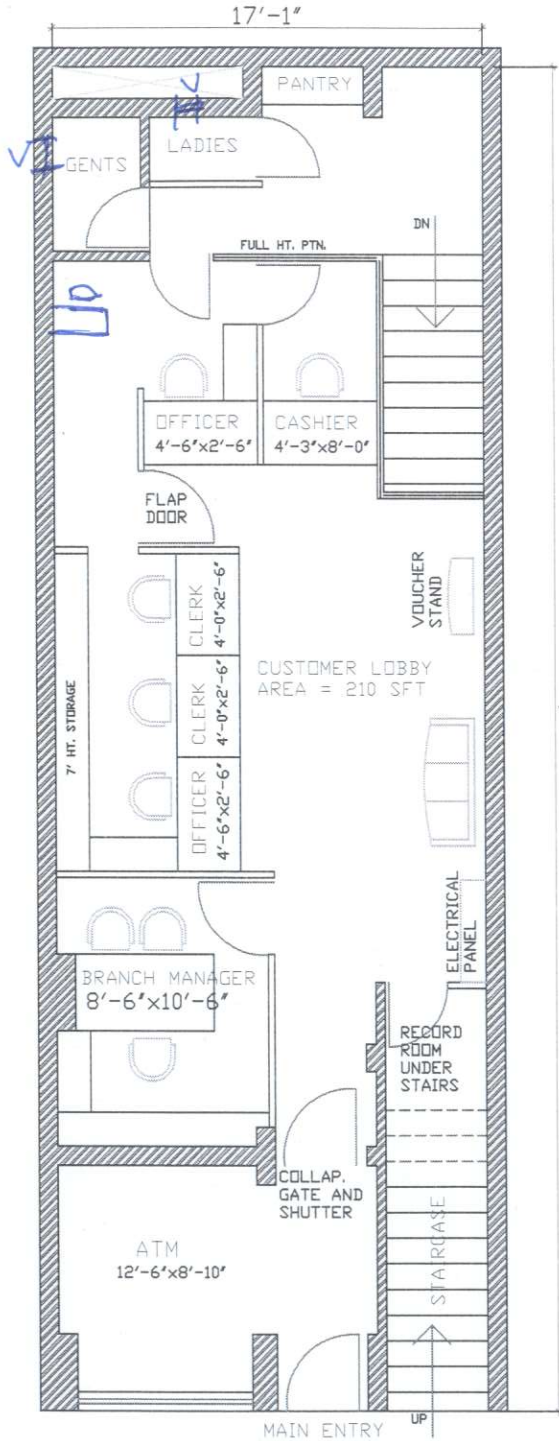 17'-1"
PANTRY
V
LADIES
V
GENTS
DN
FULL HT. PTN.
D
OFFICER
4'-6"x2'-6"
CASHIER
4'-3"x8'-0"
FLAP
DOOR
VOUCHER
STAND
CLERK
4'-0"x2'-6"
CUSTOMER LOBBY
AREA = 210 SFT
CLERK
4'-0"x2'-6"
7' HT. STORAGE
OFFICER
4'-6"x2'-6"
ELECTRICAL
PANEL
BRANCH MANAGER
8'-6"x10'-6"
RECORD
ROOM
UNDER
STAIRS
COLLAP.
GATE AND
SHUTTER
STAIRCASE
ATM
12'-6"x8'-10"
MAIN ENTRY
UP